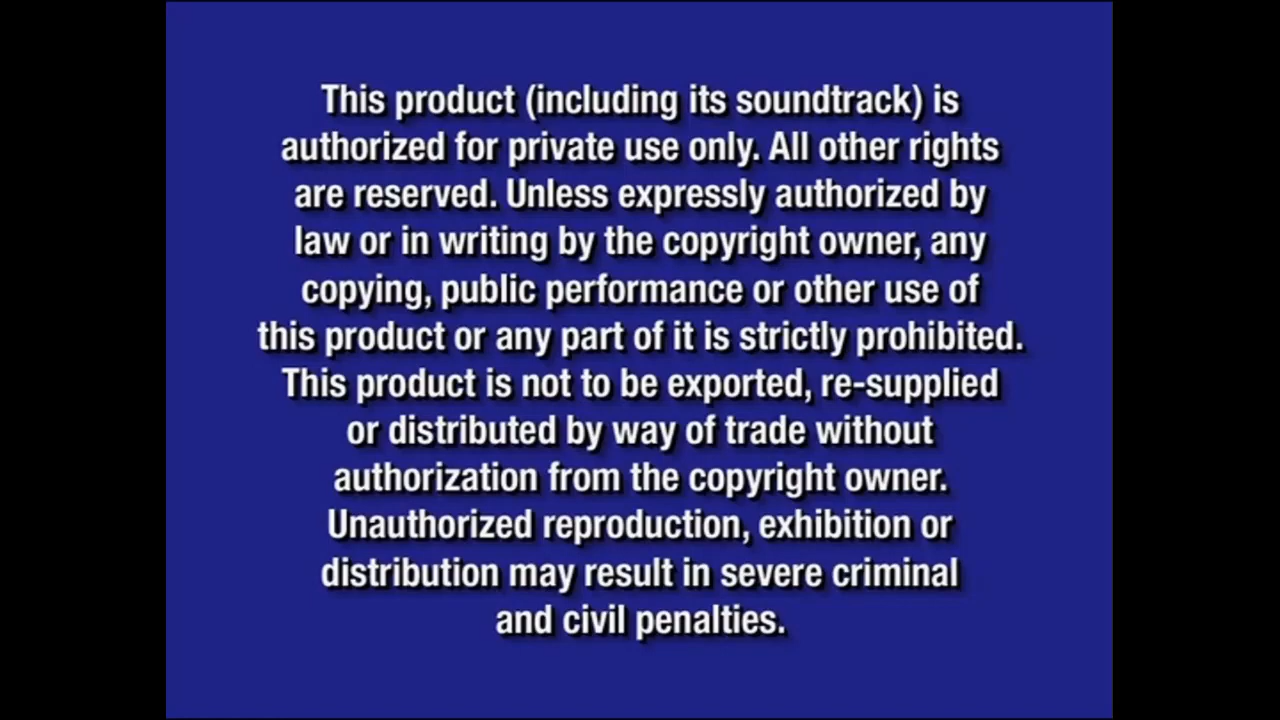 This product (including its soundtrack) is
authorized for private use only. All other rights
are reserved. Unless expressly authorized by
law or in writing by the copyright owner, any
copying, public performance or other use of
this product or any part of it is strictly prohibited.
This product is not to be exported, re-supplied
or distributed by way of trade without
authorization from the copyright owner.
Unauthorized reproduction, exhibition or
distribution may result in severe criminal
and civil penalties.